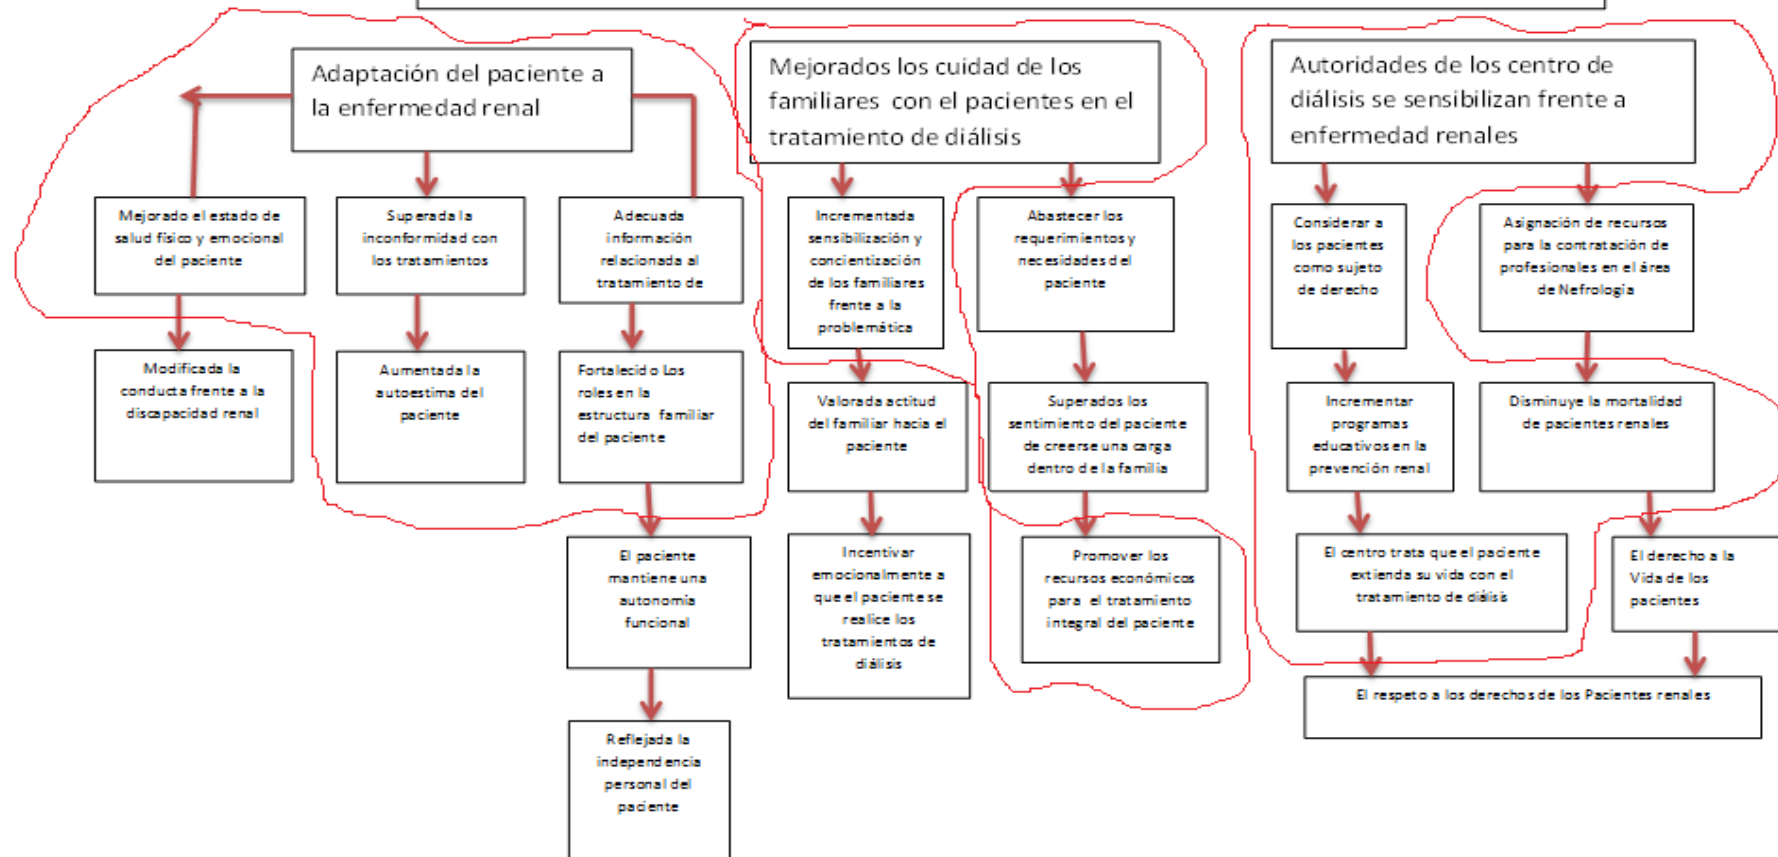 Adaptación del paciente a
la enfermedad renal
Mejorados los cuidad de los
familiares con el pacientes en el
tratamiento de diálisis
Autoridades de los centro de
diálisis se sensibilizan frente a
enfermedad renales
Mejorado el estado de
salud físico y emocional
del paciente
Superada la
inconformidad con
los tratamientos
Adecuada
información
relacionada al
tratamiento de
Incrementada
sensibilización y
concientización
de los familiares
frente a la
problemática
Abastecer los
requerimientos y
necesidades del
paciente
Considerar a
los pacientes
como sujeto
de derecho
Asignación de recursos
para la contratación de
profesionales en el área
de Nefrología
Modificada la
conducta frente a la
discapacidad renal
Aumentada la
autoestima del
paciente
Fortalecido Los
roles en la
estructura familiar
del paciente
Valorada actitud
del familiar hacia el
paciente
Superados los
sentimiento del paciente
de creerse una carga
dentro de la familia
Incrementar
programas
educativos en la
prevención renal
Disminuye la mortalidad
de pacientes renales
El paciente
mantiene una
autonomía
funcional
Incentivar
emocionalmente a
que el paciente se
realice los
tratamientos de
diálisis
Promover los
recursos económicos
para el tratamiento
integral del paciente
El centro trata que el paciente
extienda su vida con el
tratamiento de diálisis
El derecho a la
Vida de los
pacientes
El respeto a los derechos de los Pacientes renales
Reflejada la
independencia
personal del
paciente